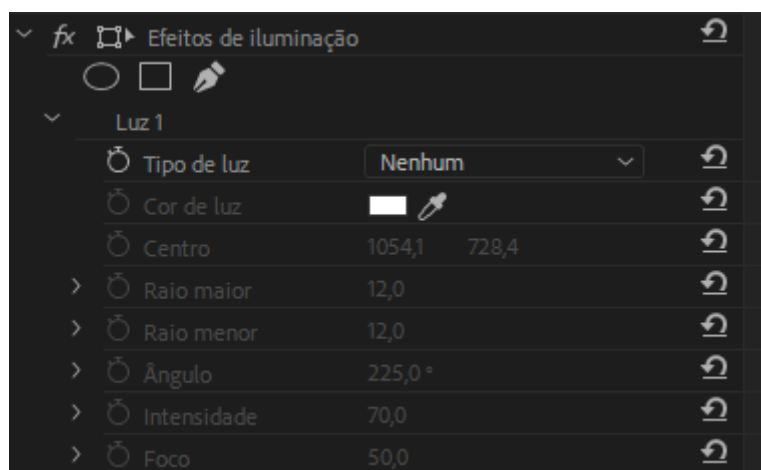 fx Efeitos de iluminação
Luz 1
Tipo de luz Nenhum
Cor de luz
Centro 1054,1 728,4
Raio maior 12,0
Raio menor 12,0
Ângulo 225,0 °
Intensidade 70,0
Foco 50,0